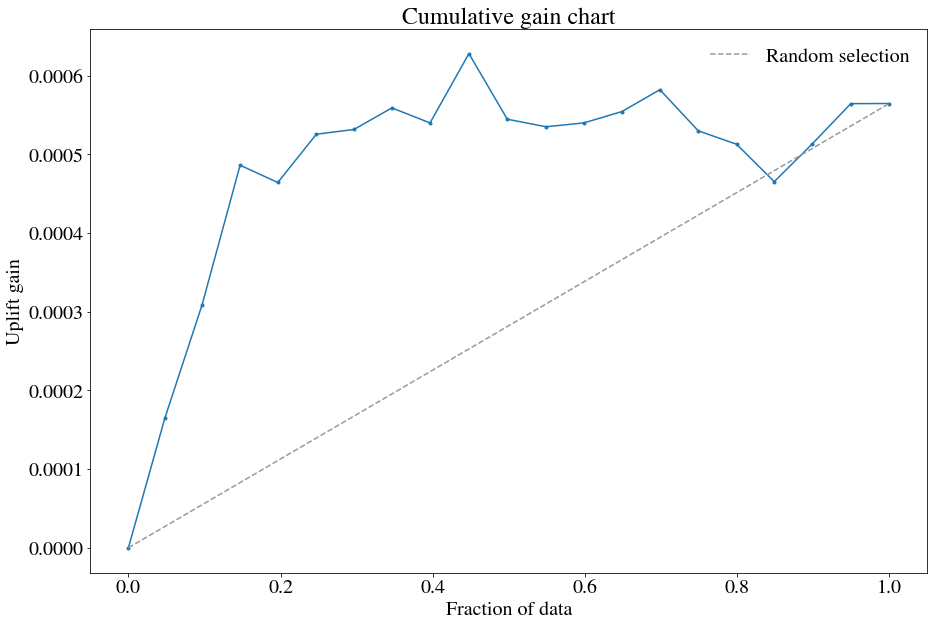 Cumulative gain chart
Random selection
Uplift gain
0.0006
0.0005
0.0004
0.0003
0.0002
0.0001
0.0000
0.0 0.2 0.4 0.6 0.8 1.0
Fraction of data